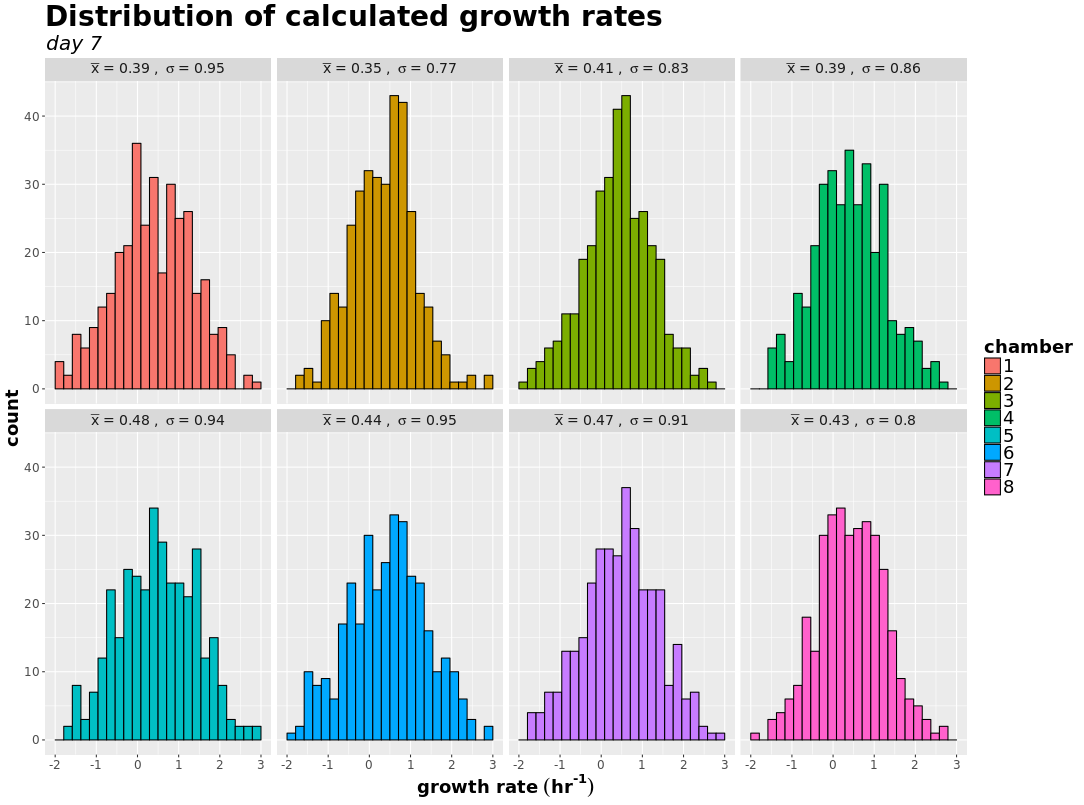 Distribution of calculated growth rates
day 7
x̅ = 0.39 , σ = 0.95
x̅ = 0.35 , σ = 0.77
x̅ = 0.41 , σ = 0.83
x̅ = 0.39 , σ = 0.86
40
30
20
10
0
x̅ = 0.48 , σ = 0.94
x̅ = 0.44 , σ = 0.95
x̅ = 0.47 , σ = 0.91
x̅ = 0.43 , σ = 0.8
40
30
20
10
0
-2 -1 0 1 2 3
-2 -1 0 1 2 3
-2 -1 0 1 2 3
-2 -1 0 1 2 3
count
growth rate (hr⁻¹)
chamber
1
2
3
4
5
6
7
8